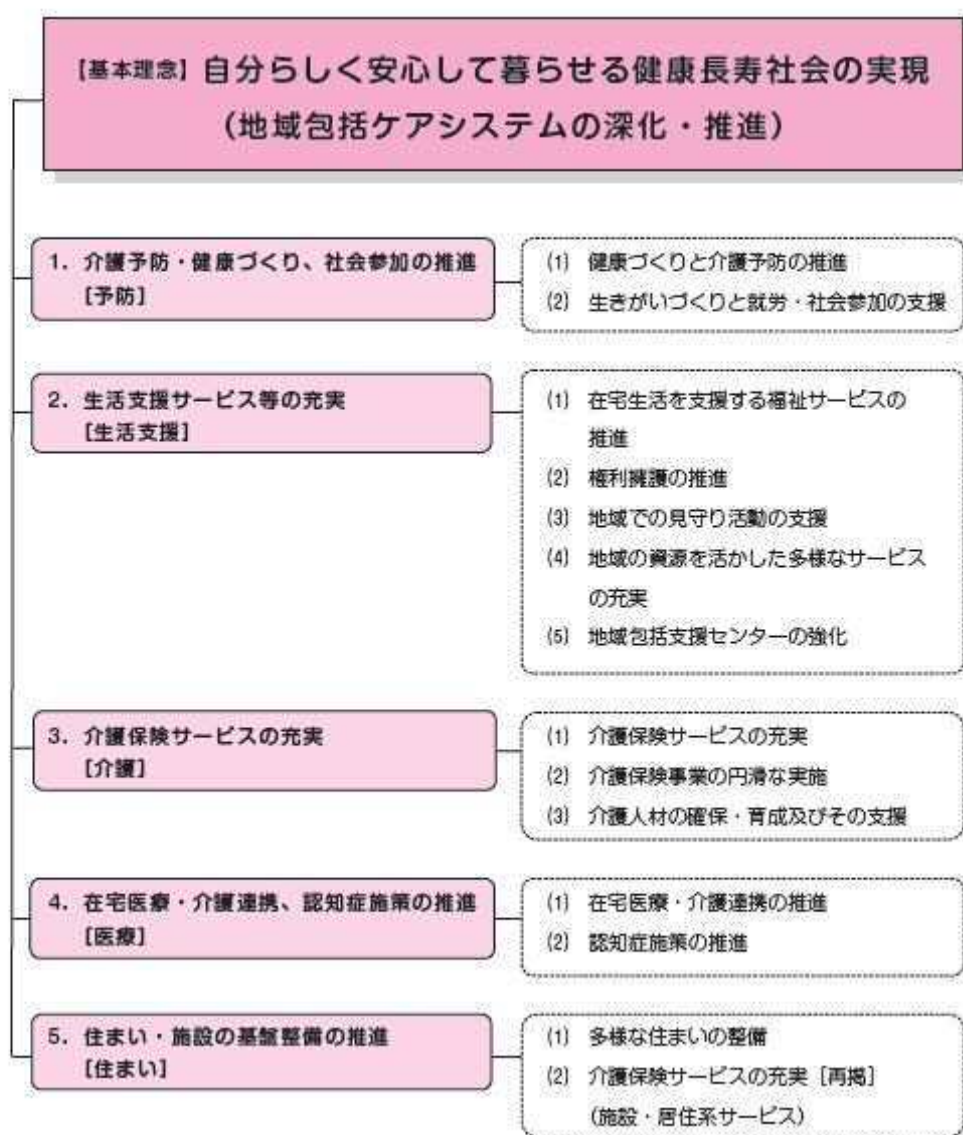 【基本理念】自分らしく安心して暮らせる健康長寿社会の実現
（地域包括ケアシステムの深化・推進）
1．介護予防・健康づくり、社会参加の推進
［予防］
(1) 健康づくりと介護予防の推進
(2) 生きがいづくりと就労・社会参加の支援
2．生活支援サービス等の充実
［生活支援］
(1) 在宅生活を支援する福祉サービスの
推進
(2) 権利擁護の推進
(3) 地域での見守り活動の支援
(4) 地域の資源を活かした多様なサービス
の充実
(5) 地域包括支援センターの強化
3．介護保険サービスの充実
［介護］
(1) 介護保険サービスの充実
(2) 介護保険事業の円滑な実施
(3) 介護人材の確保・育成及びその支援
4．在宅医療・介護連携、認知症施策の推進
［医療］
(1) 在宅医療・介護連携の推進
(2) 認知症施策の推進
5．住まい・施設の基盤整備の推進
［住まい］
(1) 多様な住まいの整備
(2) 介護保険サービスの充実［再掲］
（施設・居住系サービス）